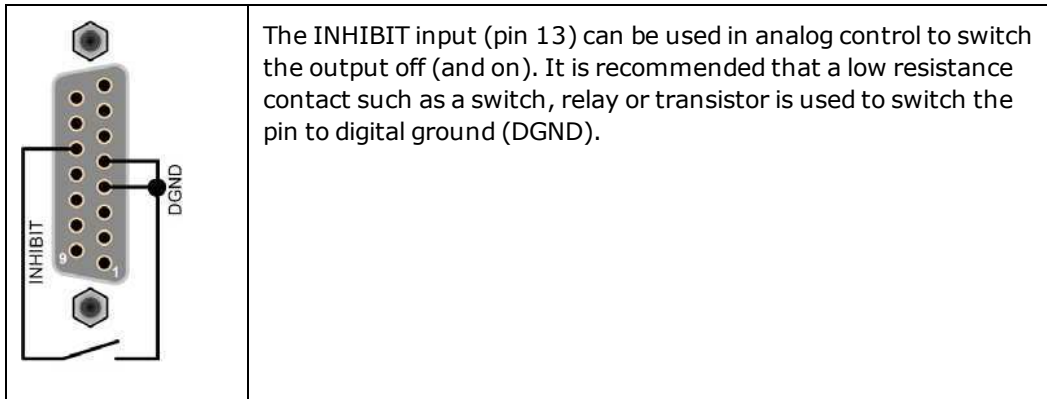 The INHIBIT input (pin 13) can be used in analog control to switch
the output off (and on). It is recommended that a low resistance
contact such as a switch, relay or transistor is used to switch the
pin to digital ground (DGND).
INHIBIT
DGND
9
1